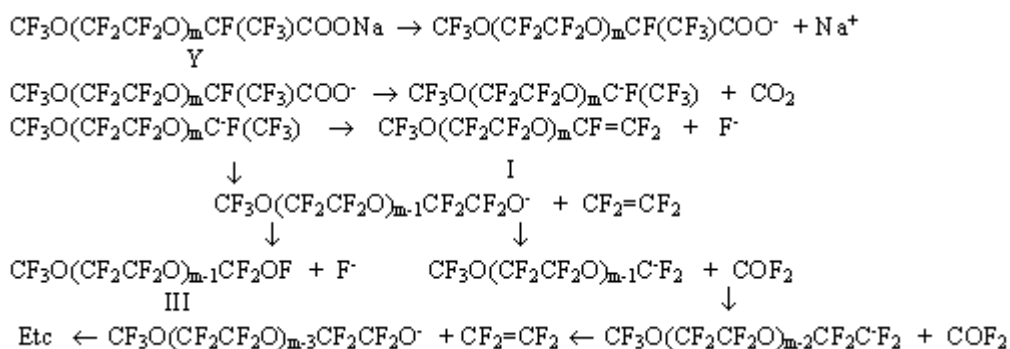 CF₃O(CF₂CF₂O)ₘCF(CF₃)COONa → CF₃O(CF₂CF₂O)ₘCF(CF₃)COO⁻ + Na⁺
Y
CF₃O(CF₂CF₂O)ₘCF(CF₃)COO⁻ → CF₃O(CF₂CF₂O)ₘC⁻F(CF₃) + CO₂
CF₃O(CF₂CF₂O)ₘC⁻F(CF₃) → CF₃O(CF₂CF₂O)ₘCF=CF₂ + F⁻
↓ I
CF₃O(CF₂CF₂O)ₘ₋₁CF₂CF₂O⁻ + CF₂=CF₂
↓ ↓
CF₃O(CF₂CF₂O)ₘ₋₁CF₂OF + F⁻ CF₃O(CF₂CF₂O)ₘ₋₁C⁻F₂ + COF₂
III ↓
Etc ← CF₃O(CF₂CF₂O)ₘ₋₃CF₂CF₂O⁻ + CF₂=CF₂ ← CF₃O(CF₂CF₂O)ₘ₋₂CF₂C⁻F₂ + COF₂